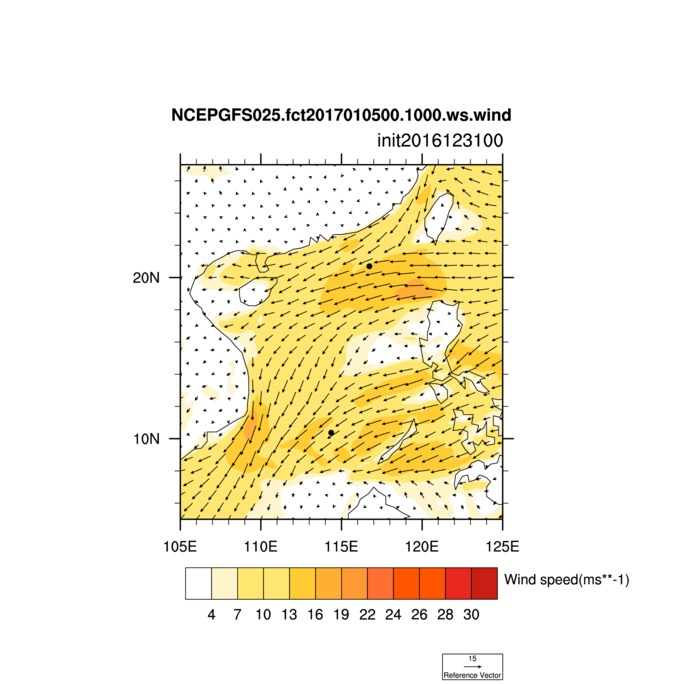 NCEPGFS025.fct2017010500.1000.ws.wind
init2016123100
20N
10N
105E 110E 115E 120E 125E
Wind speed(ms**-1)
4 7 10 13 16 19 22 24 26 28 30
15
Reference Vector